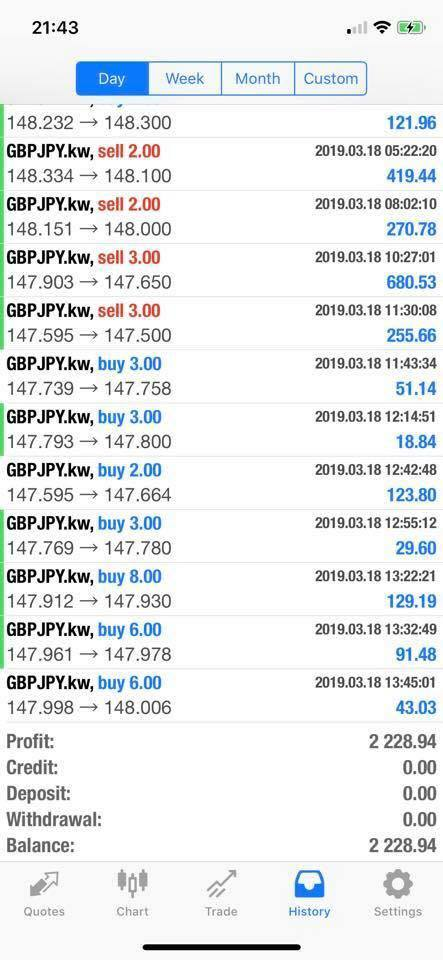 21:43
Day Week Month Custom
148.232 → 148.300 121.96
GBPJPY.kw, sell 2.00 2019.03.18 05:22:20
148.334 → 148.100 419.44
GBPJPY.kw, sell 2.00 2019.03.18 08:02:10
148.151 → 148.000 270.78
GBPJPY.kw, sell 3.00 2019.03.18 10:27:01
147.903 → 147.650 680.53
GBPJPY.kw, sell 3.00 2019.03.18 11:30:08
147.595 → 147.500 255.66
GBPJPY.kw, buy 3.00 2019.03.18 11:43:34
147.739 → 147.758 51.14
GBPJPY.kw, buy 3.00 2019.03.18 12:14:51
147.793 → 147.800 18.84
GBPJPY.kw, buy 2.00 2019.03.18 12:42:48
147.595 → 147.664 123.80
GBPJPY.kw, buy 3.00 2019.03.18 12:55:12
147.769 → 147.780 29.60
GBPJPY.kw, buy 8.00 2019.03.18 13:22:21
147.912 → 147.930 129.19
GBPJPY.kw, buy 6.00 2019.03.18 13:32:49
147.961 → 147.978 91.48
GBPJPY.kw, buy 6.00 2019.03.18 13:45:01
147.998 → 148.006 43.03
Profit: 2 228.94
Credit: 0.00
Deposit: 0.00
Withdrawal: 0.00
Balance: 2 228.94
Quotes Chart Trade History Settings